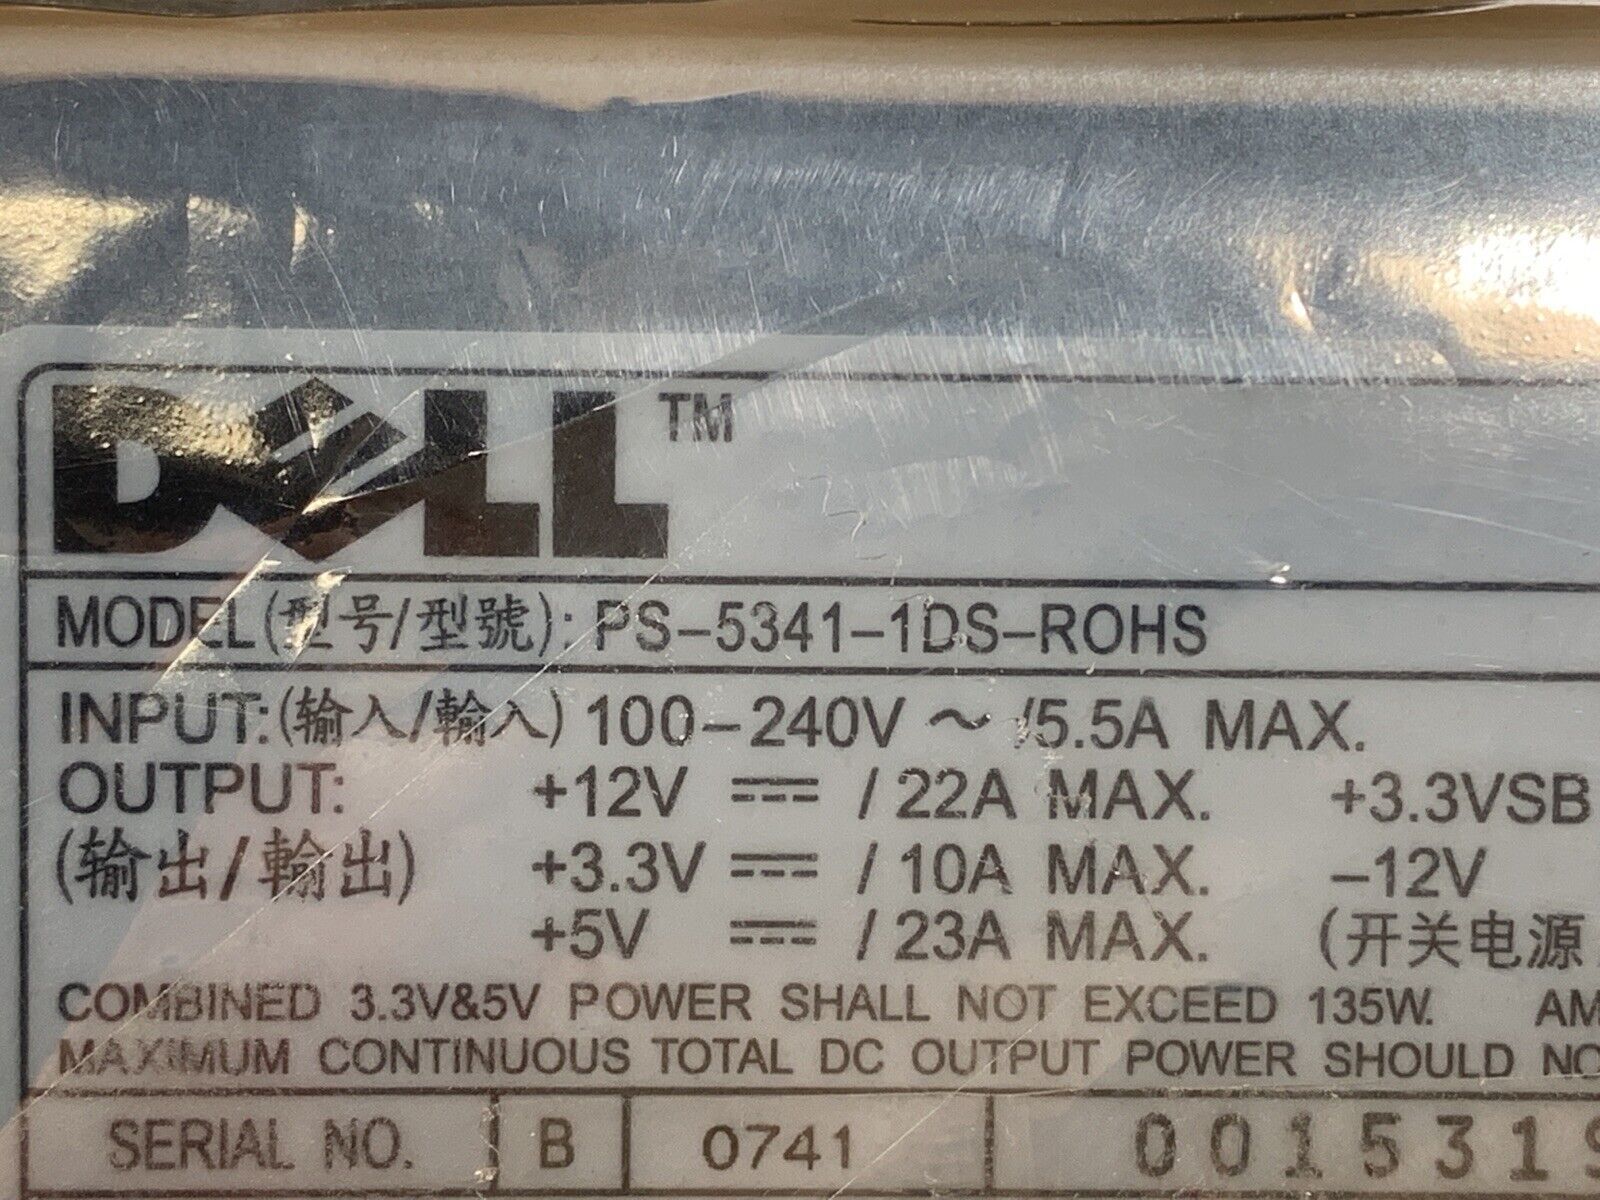 DELL™
MODEL(型号/型號): PS-5341-1DS-ROHS
INPUT:(输入/輸入) 100-240V ～ /5.5A MAX.
OUTPUT: +12V ⎓ / 22A MAX. +3.3VSB
(输出/輸出) +3.3V ⎓ / 10A MAX. -12V
+5V ⎓ / 23A MAX. (开关电源
COMBINED 3.3V&5V POWER SHALL NOT EXCEED 135W.
MAXIMUM CONTINUOUS TOTAL DC OUTPUT POWER SHOULD
SERIAL NO. B 0741 001531